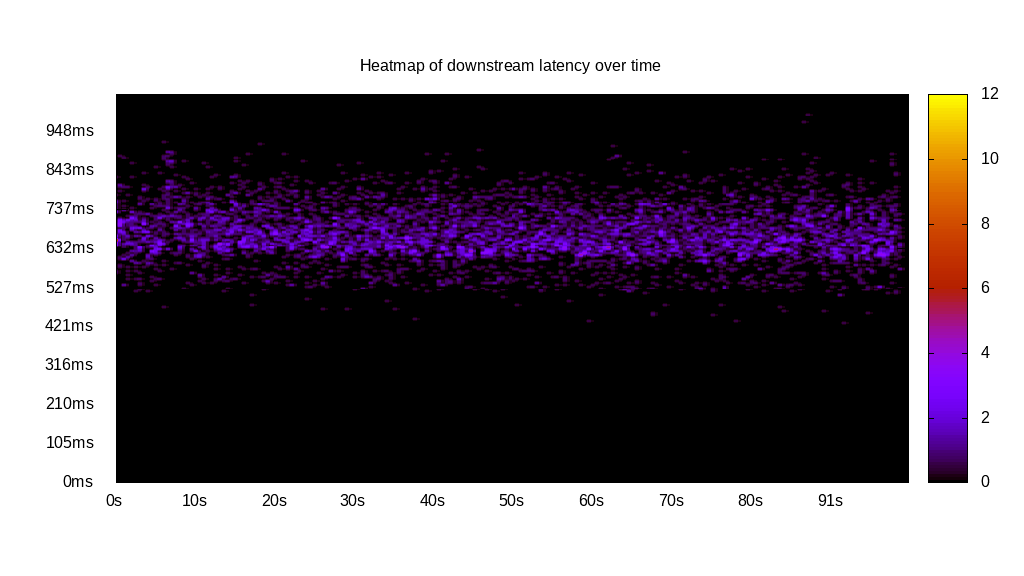 Heatmap of downstream latency over time
948ms
843ms
737ms
632ms
527ms
421ms
316ms
210ms
105ms
0ms
0s 10s 20s 30s 40s 50s 60s 70s 80s 91s
12
10
8
6
4
2
0